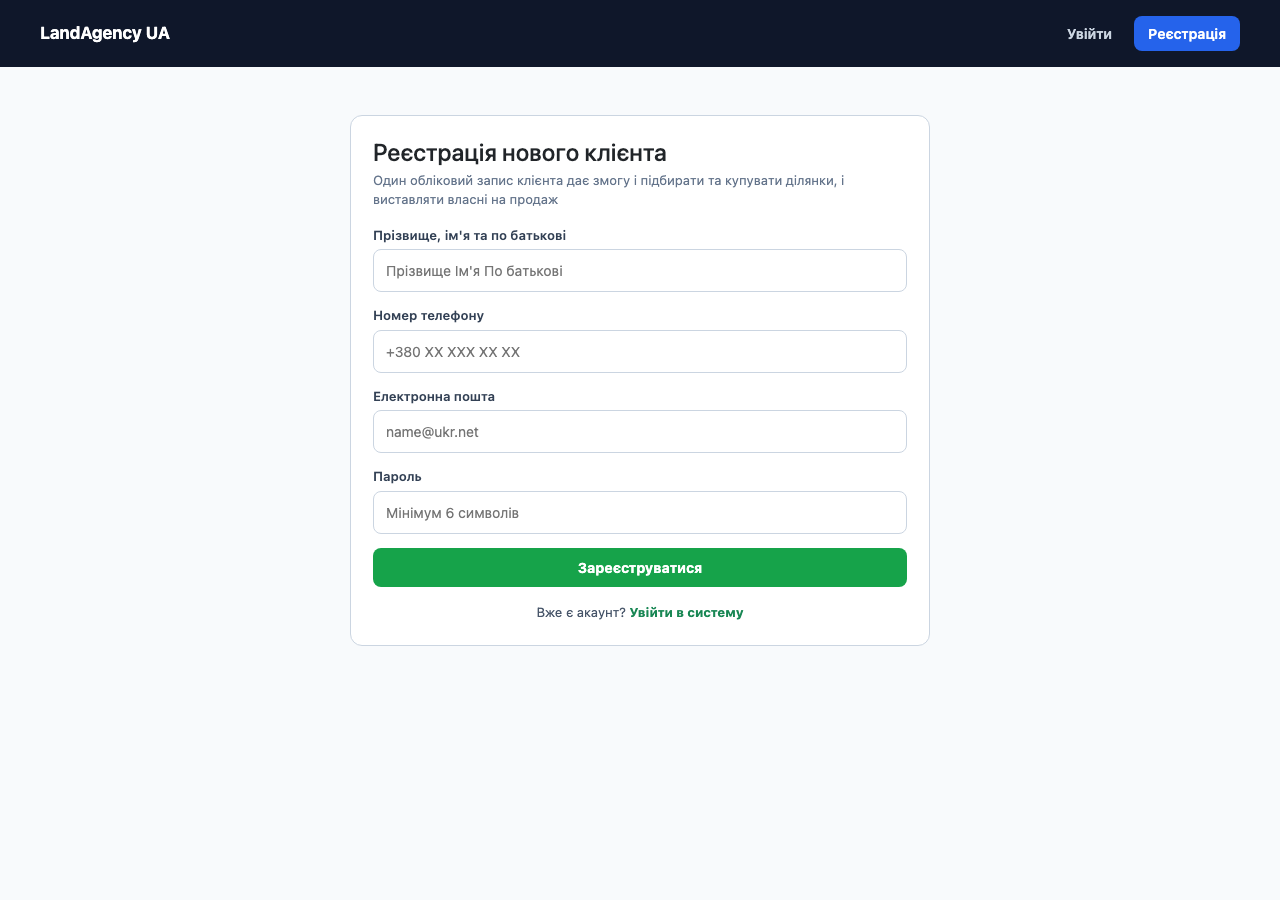 LandAgency UA
Увійти
Реєстрація
Реєстрація нового клієнта
Один обліковий запис клієнта дає змогу і підбирати та купувати ділянки, і
виставляти власні на продаж
Прізвище, ім'я та по батькові
Прізвище Ім'я По батькові
Номер телефону
+380 XX XXX XX XX
Електронна пошта
name@ukr.net
Пароль
Мінімум 6 символів
Зареєструватися
Вже є акаунт? Увійти в систему